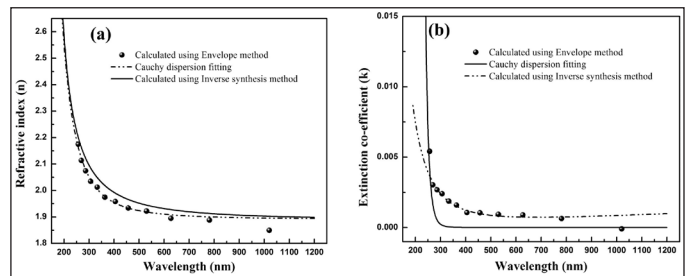 (a)
Calculated using Envelope method
Cauchy dispersion fitting
Calculated using Inverse synthesis method
Refractive index (n)
2.6
2.5
2.4
2.3
2.2
2.1
2.0
1.9
1.8
200 300 400 500 600 700 800 900 1000 1100 1200
Wavelength (nm)
(b)
Calculated using Envelope method
Cauchy dispersion fitting
Calculated using Inverse synthesis method
Extinction co-efficient (k)
0.015
0.010
0.005
0.000
200 300 400 500 600 700 800 900 1000 1100 1200
Wavelength (nm)